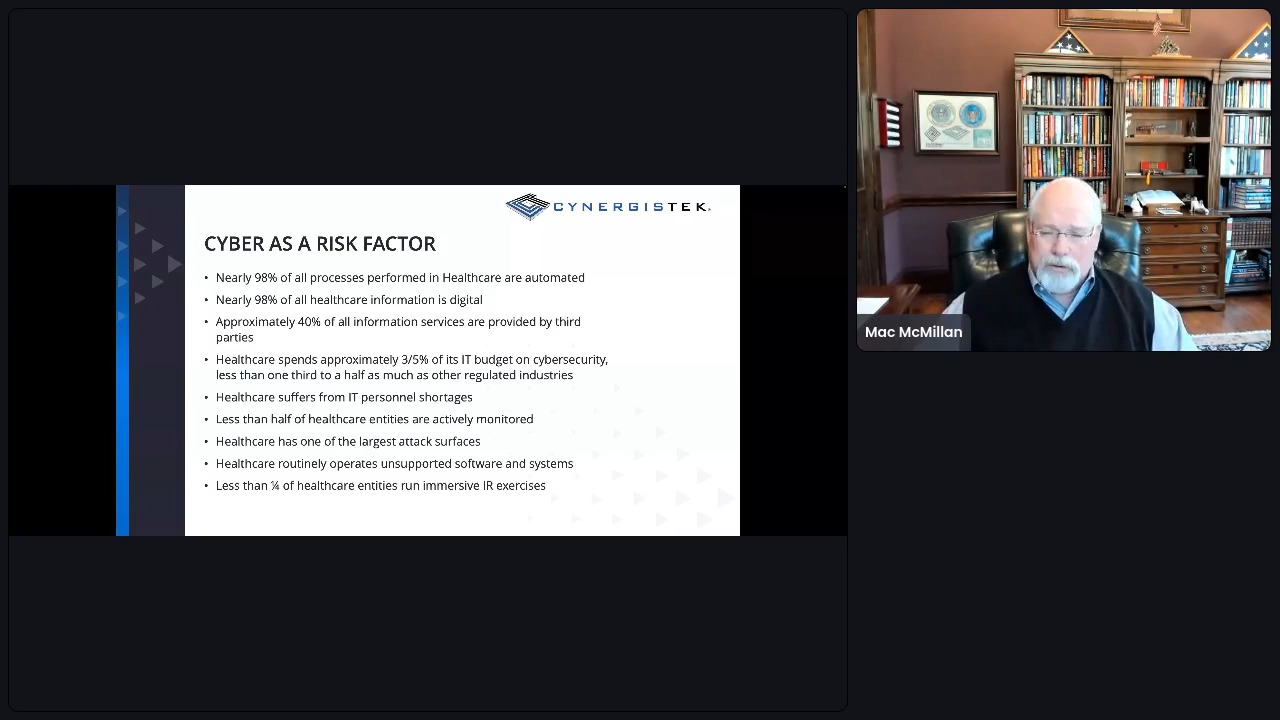 CYNERGISTEK
CYBER AS A RISK FACTOR
• Nearly 98% of all processes performed in Healthcare are automated
• Nearly 98% of all healthcare information is digital
• Approximately 40% of all information services are provided by third
parties
• Healthcare spends approximately 3/5% of its IT budget on cybersecurity,
less than one third to a half as much as other regulated industries
• Healthcare suffers from IT personnel shortages
• Less than half of healthcare entities are actively monitored
• Healthcare has one of the largest attack surfaces
• Healthcare routinely operates unsupported software and systems
• Less than ¼ of healthcare entities run immersive IR exercises
Mac McMillan